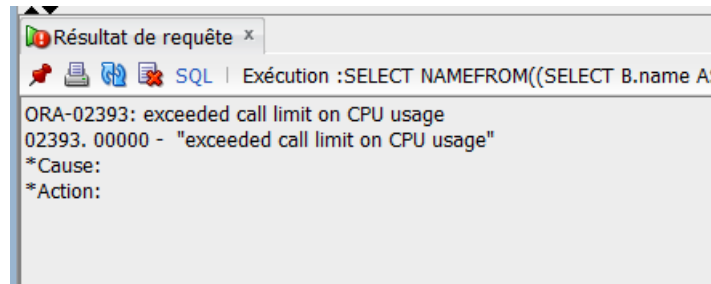 Résultat de requête ×
SQL | Exécution :SELECT NAMEFROM((SELECT B.name A
ORA-02393: exceeded call limit on CPU usage
02393. 00000 -  "exceeded call limit on CPU usage"
*Cause:
*Action: